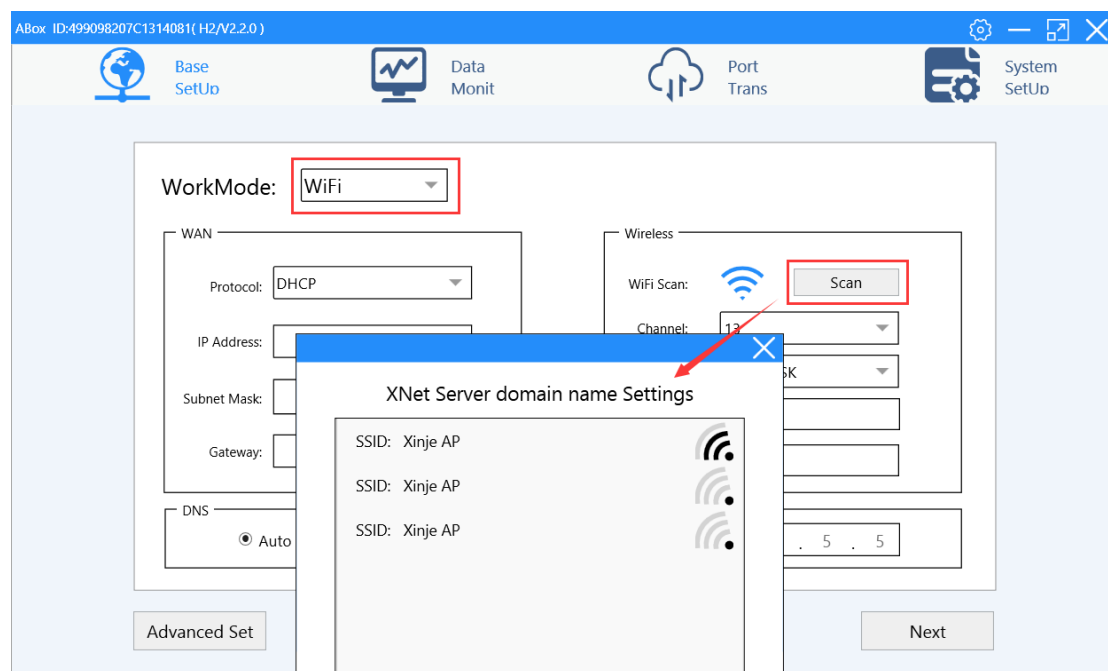 ABox ID:499098207C1314081( H2/V2.2.0 )
Base
SetUp
Data
Monit
Port
Trans
System
SetUp
WorkMode:
WiFi
WAN
Protocol:
DHCP
IP Address:
Subnet Mask:
Gateway:
Wireless
WiFi Scan:
Scan
Channel:
13
SK
XNet Server domain name Settings
SSID: Xinje AP
SSID: Xinje AP
SSID: Xinje AP
DNS
Auto
. 5 . 5
Advanced Set
Next